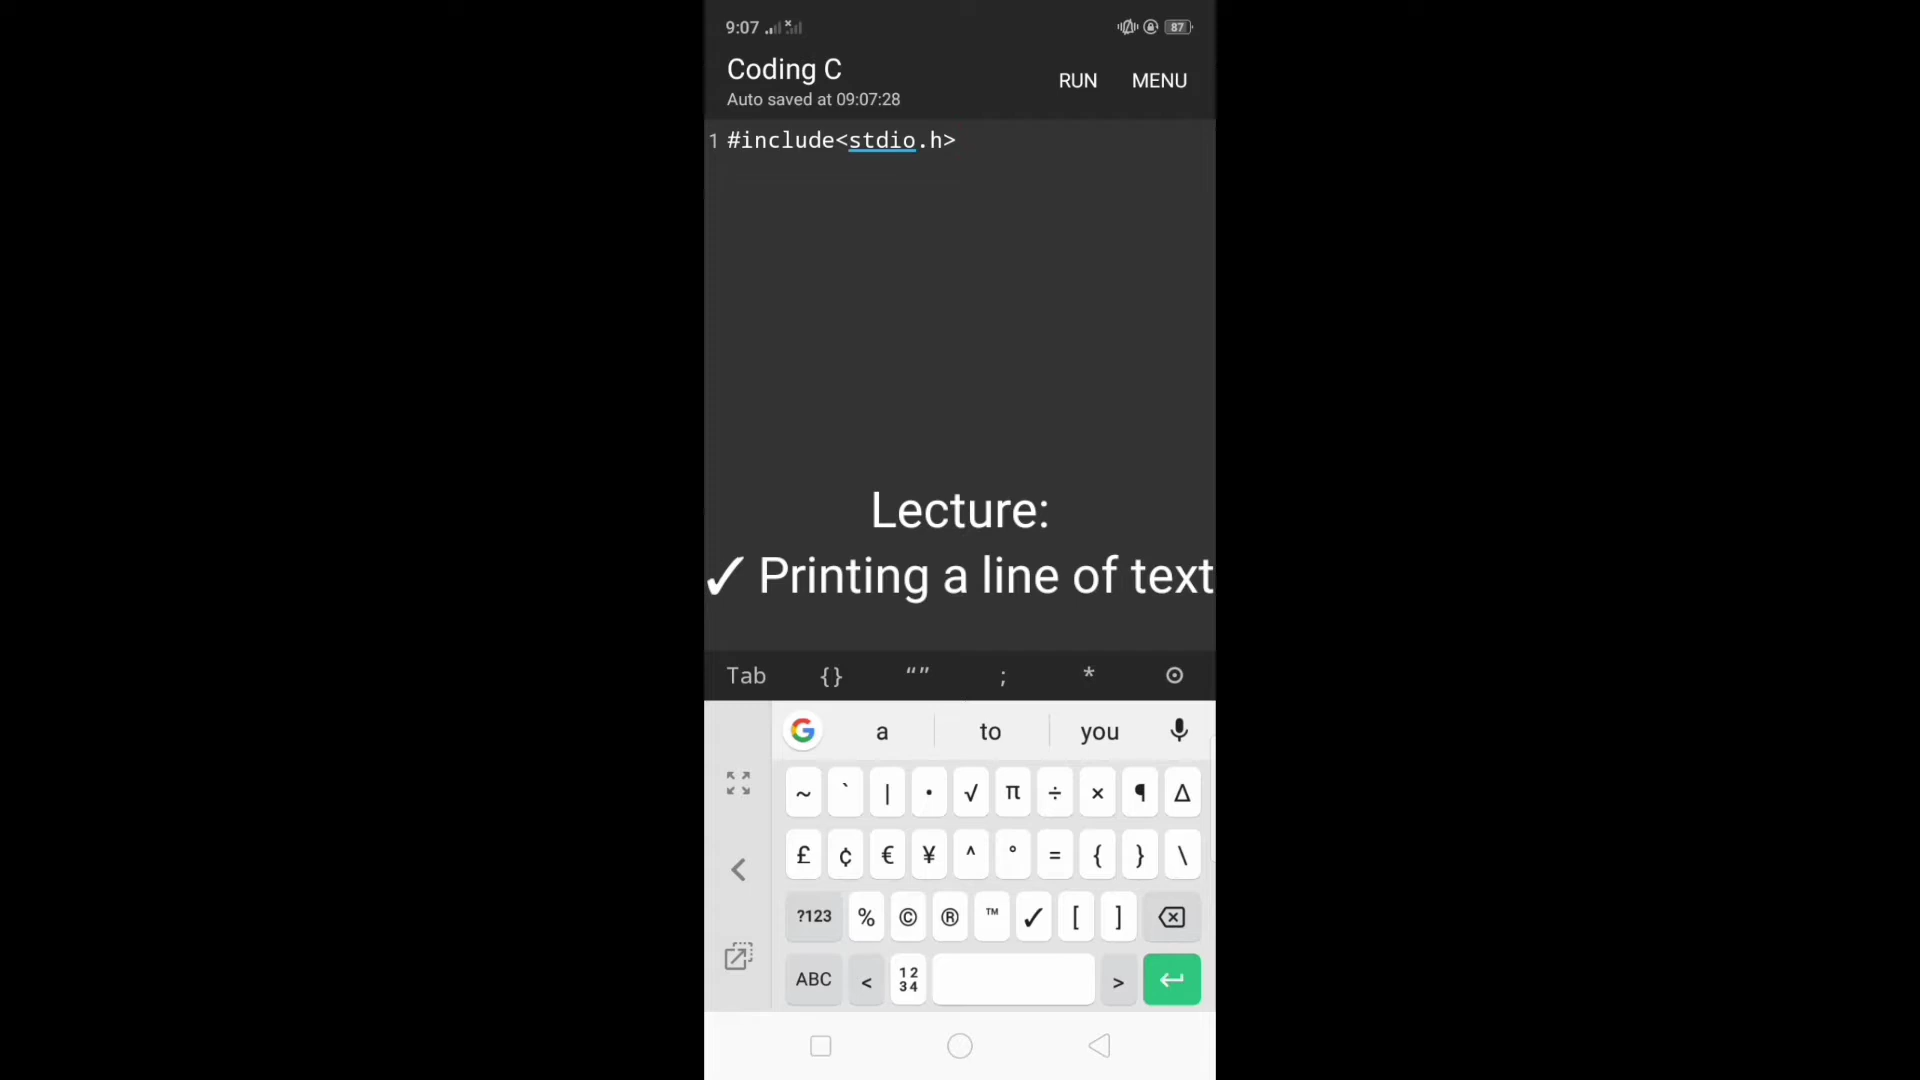 9:07
87
Coding C
RUN
MENU
Auto saved at 09:07:28
1 #include<stdio.h>
Lecture:
✓ Printing a line of text
Tab {} “” ; * ⊙
G a to you
~ ` | • √ π ÷ × ¶ Δ
£ ¢ € ¥ ^ ° = { } \
?123 % © ® ™ ✓ [ ]
ABC < 12 >
34